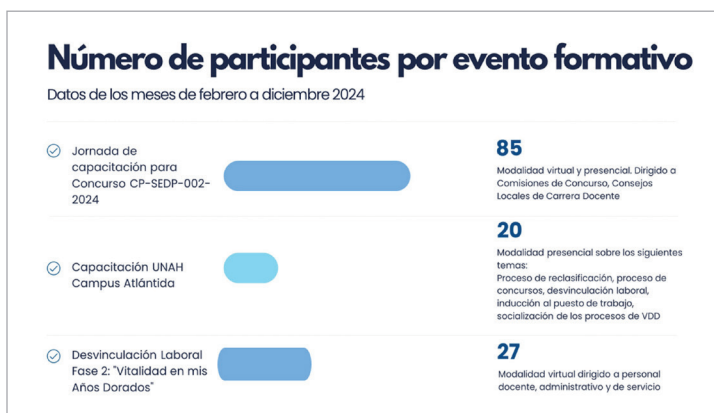 Número de participantes por evento formativo
Datos de los meses de febrero a diciembre 2024
Jornada de
capacitación para
Concurso CP-SEDP-002-
2024
85
Modalidad virtual y presencial. Dirigido a
Comisiones de Concurso, Consejos
Locales de Carrera Docente
Capacitación UNAH
Campus Atlántida
20
Modalidad presencial sobre los siguientes
temas:
Proceso de reclasificación, proceso de
concursos, desvinculación laboral,
inducción al puesto de trabajo,
socialización de los procesos de VDD
Desvinculación Laboral
Fase 2: "Vitalidad en mis
Años Dorados"
27
Modalidad virtual dirigido a personal
docente, administrativo y de servicio